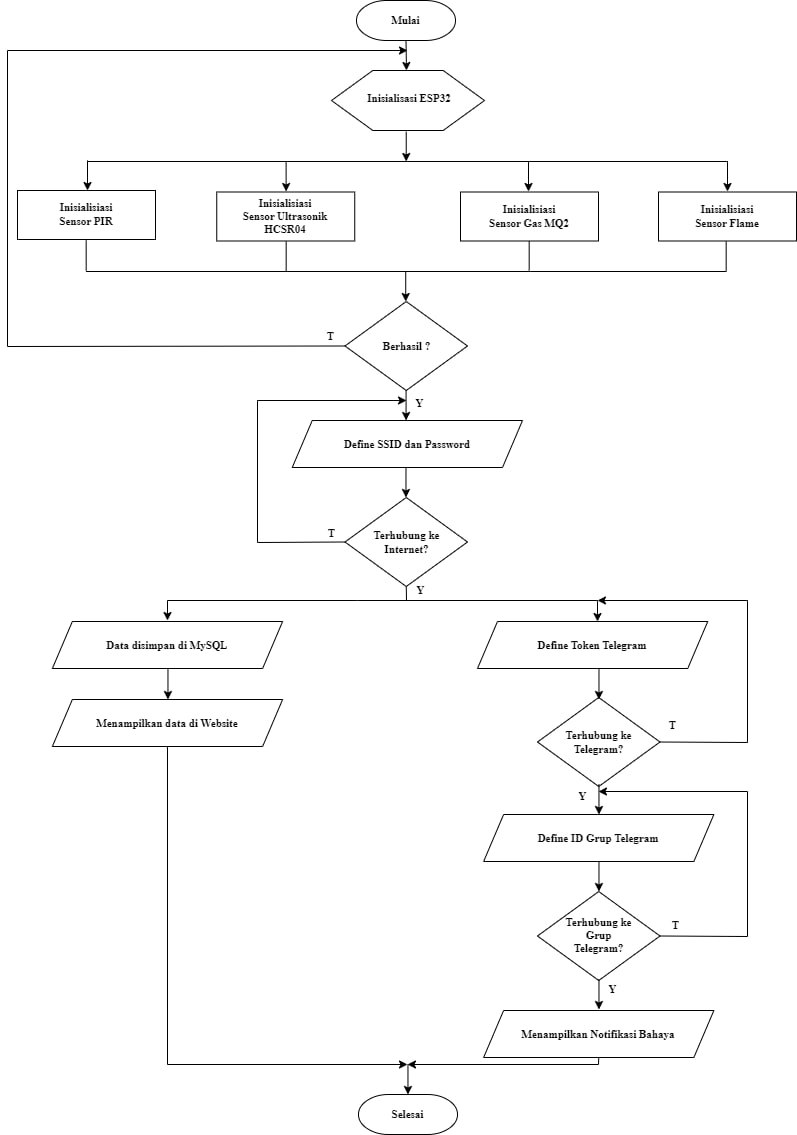 Mulai
Inisialisasi ESP32
Inisialisiasi
Sensor PIR
Inisialisiasi
Sensor Ultrasonik
HCSR04
Inisialisiasi
Sensor Gas MQ2
Inisialisiasi
Sensor Flame
T
Berhasil ?
Y
Define SSID dan Password
T
Terhubung ke
Internet?
Y
Data disimpan di MySQL
Define Token Telegram
Menampilkan data di Website
Terhubung ke
Telegram?
T
Y
Define ID Grup Telegram
Terhubung ke
Grup
Telegram?
T
Y
Menampilkan Notifikasi Bahaya
Selesai